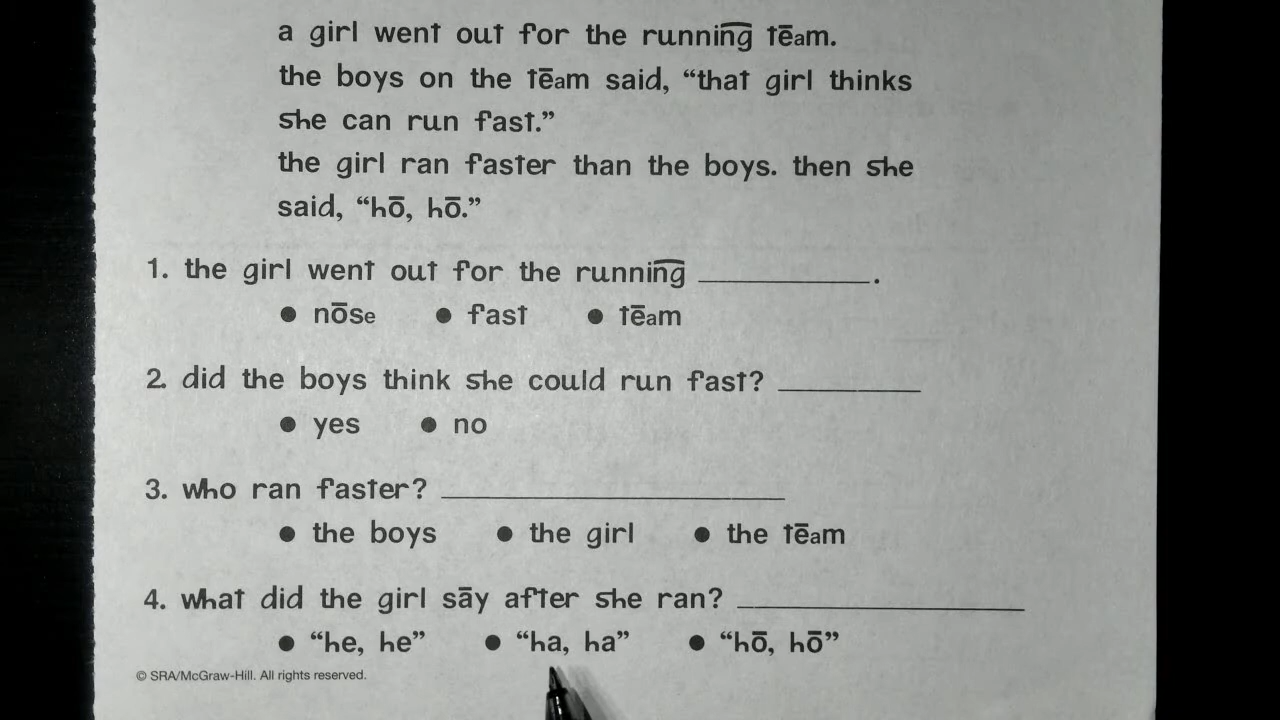 a girl went out for the running tēam.
the boys on the tēam said, “that girl thinks
she can run fast.”
the girl ran faster than the boys. then she
said, “hō, hō.”
1. the girl went out for the running __________.
● nōse ● fast ● tēam
2. did the boys think she could run fast? __________
● yes ● no
3. who ran faster? __________
● the boys ● the girl ● the tēam
4. what did the girl sāy after she ran? __________
● “he, he” ● “ha, ha” ● “hō, hō”
© SRA/McGraw-Hill. All rights reserved.